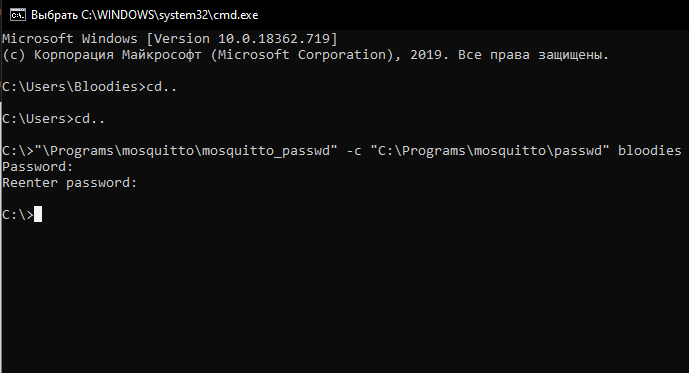 Выбрать C:\WINDOWS\system32\cmd.exe
Microsoft Windows [Version 10.0.18362.719]
(c) Корпорация Майкрософт (Microsoft Corporation), 2019. Все права защищены.
C:\Users\Bloodies>cd..
C:\Users>cd..
C:\>"\Programs\mosquitto\mosquitto_passwd" -c "C:\Programs\mosquitto\passwd" bloodies
Password:
Reenter password:
C:\>